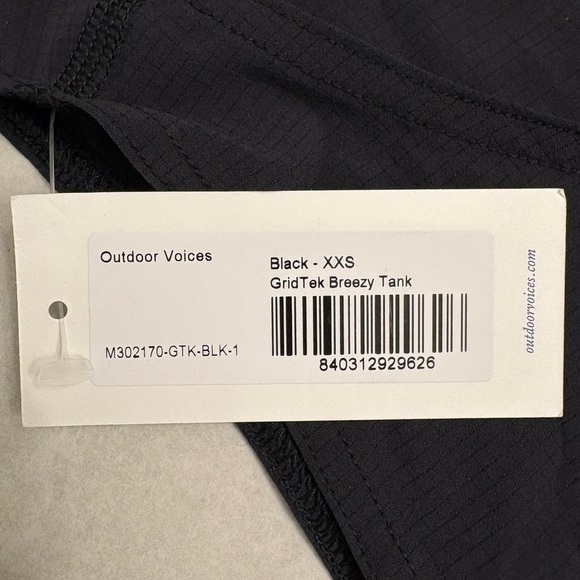 Outdoor Voices
Black - XXS
GridTek Breezy Tank
M302170-GTK-BLK-1
840312929626
outdoorvoices.com